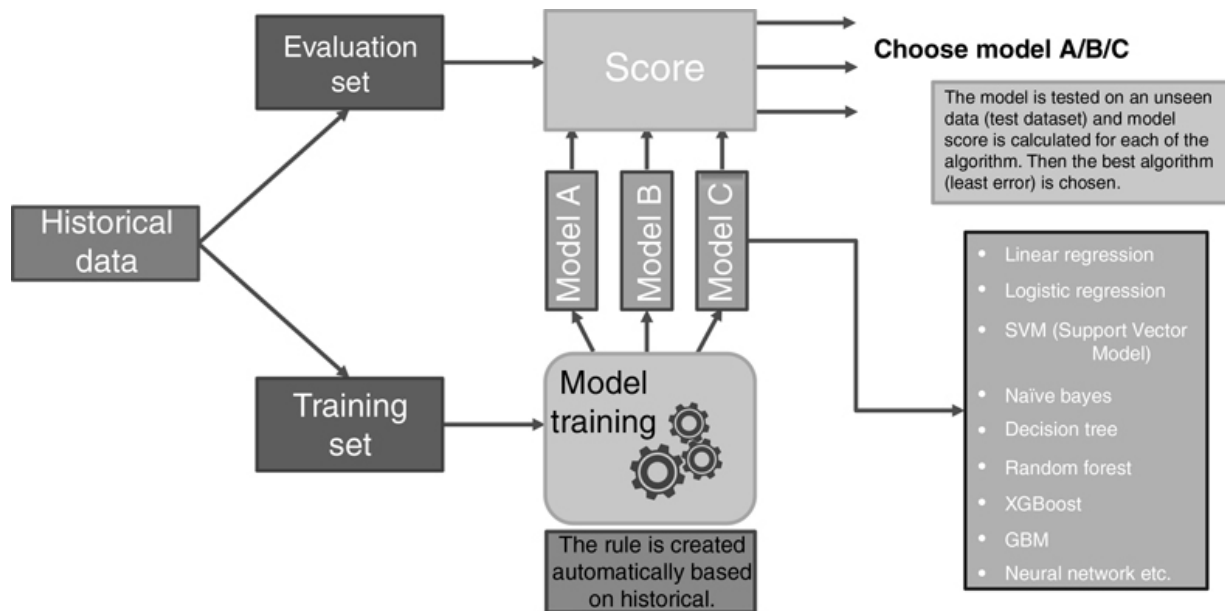 Evaluation
set
Score
Choose model A/B/C
The model is tested on an unseen
data (test dataset) and model
score is calculated for each of the
algorithm. Then the best algorithm
(least error) is chosen.
Historical
data
Model A
Model B
Model C
• Linear regression
• Logistic regression
• SVM (Support Vector
Model)
• Naïve bayes
• Decision tree
• Random forest
• XGBoost
• GBM
• Neural network etc.
Training
set
Model
training
The rule is created
automatically based
on historical.